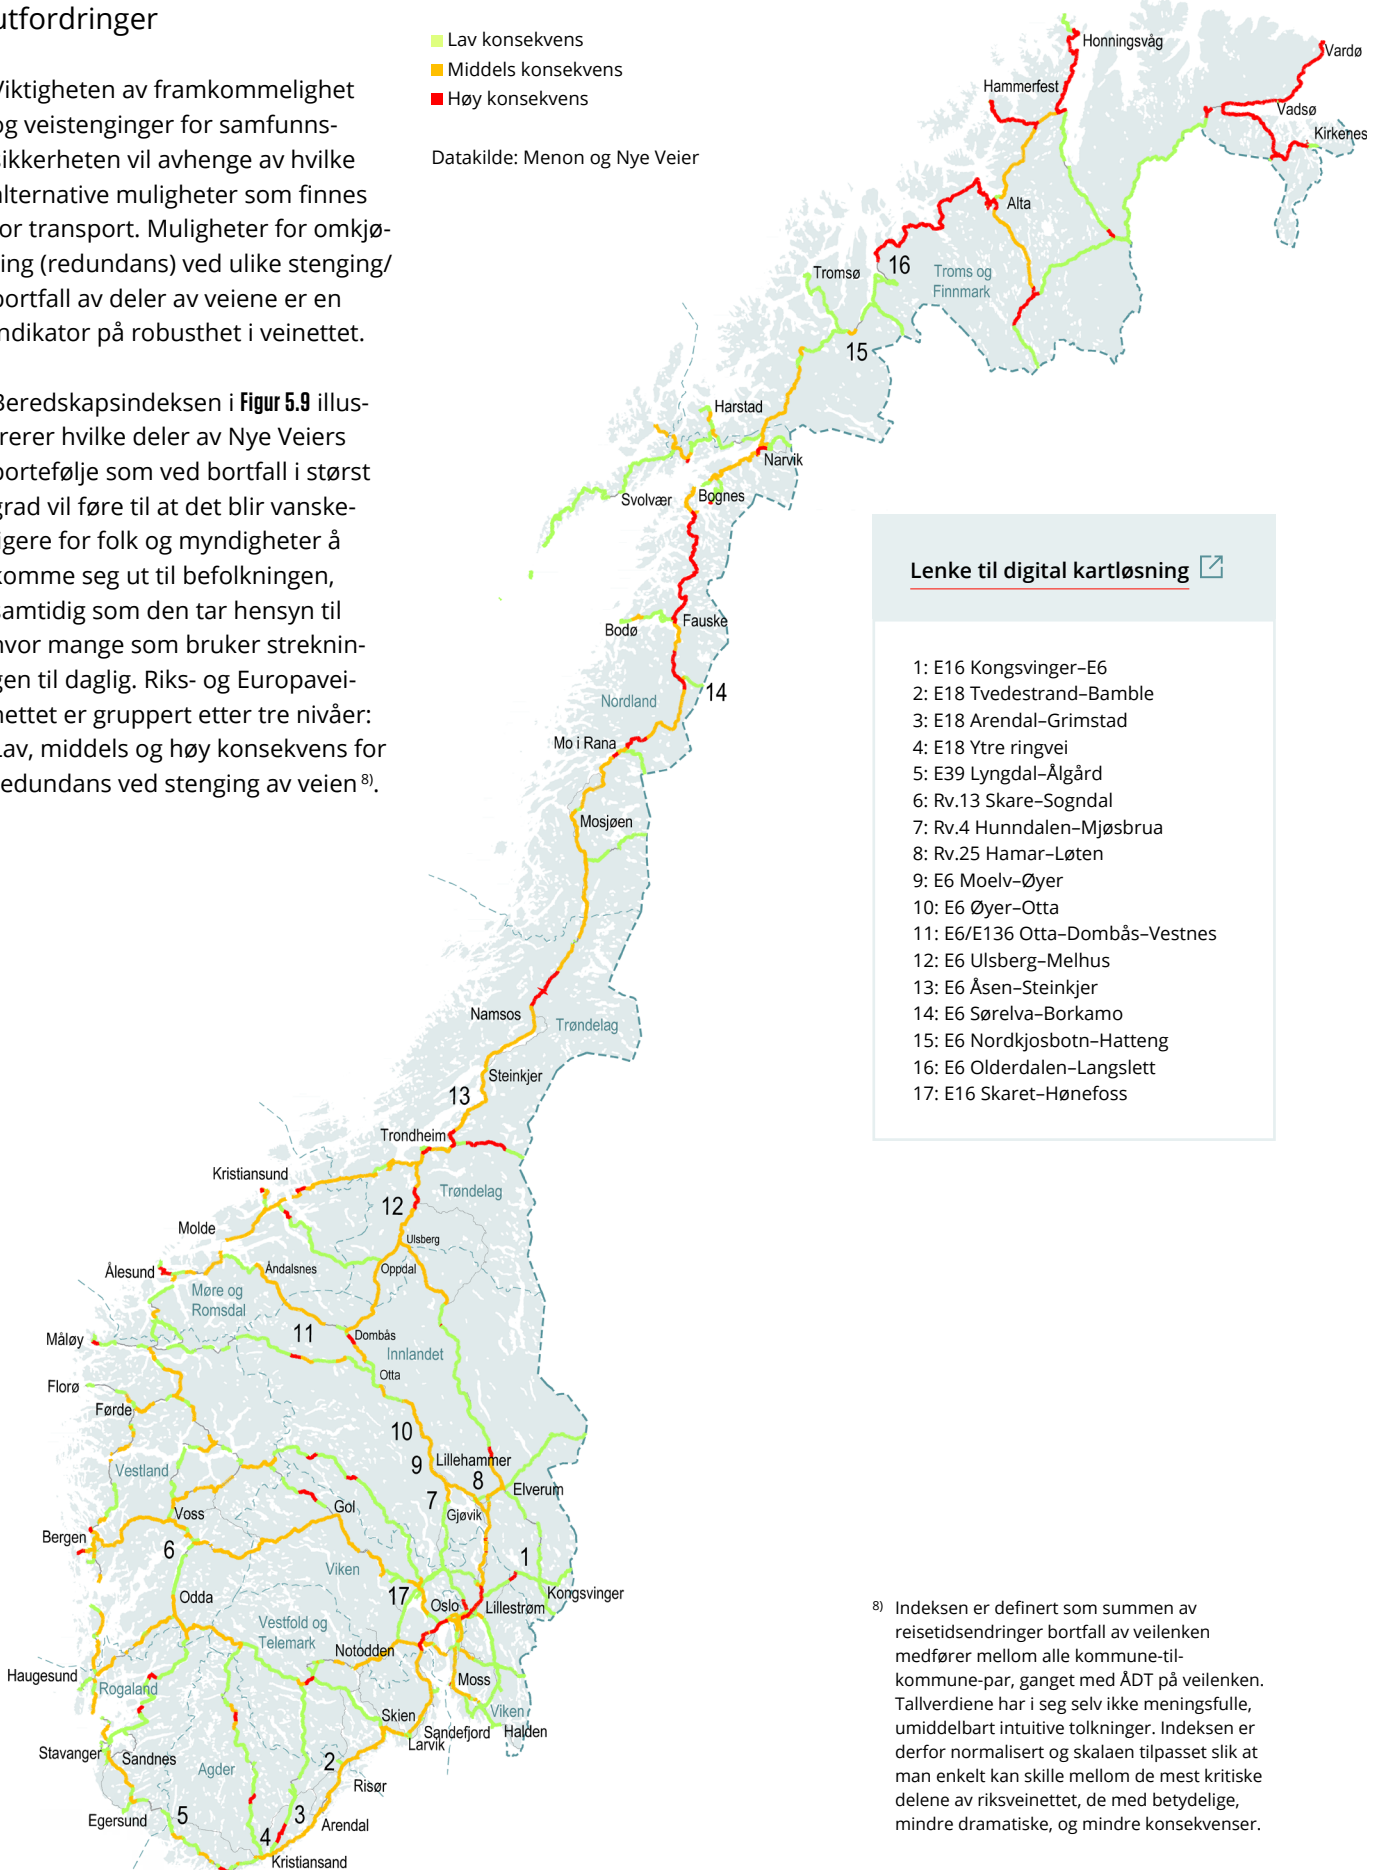 utfordringer
Viktigheten av framkommelighet
og veistenginger for samfunns-
sikkerheten vil avhenge av hvilke
alternative muligheter som finnes
for transport. Muligheter for omkjø-
ring (redundans) ved ulike stenging/
bortfall av deler av veiene er en
indikator på robusthet i veinettet.
Beredskapsindeksen i Figur 5.9 illus-
trerer hvilke deler av Nye Veiers
portefølje som ved bortfall i størst
grad vil føre til at det blir vanske-
ligere for folk og myndigheter å
komme seg ut til befolkningen,
samtidig som den tar hensyn til
hvor mange som bruker streknin-
gen til daglig. Riks- og Europavei-
nettet er gruppert etter tre nivåer:
Lav, middels og høy konsekvens for
redundans ved stenging av veien 8).
Lav konsekvens
Middels konsekvens
Høy konsekvens
Datakilde: Menon og Nye Veier
Honningsvåg
Vardø
Hammerfest
Vadsø
Kirkenes
Alta
16
Tromsø
Troms og
Finnmark
15
Harstad
Narvik
Svolvær
Bognes
Fauske
Bodø
14
Nordland
Mo i Rana
Mosjøen
Namsos
Trøndelag
Steinkjer
13
Trondheim
Kristiansund
Trøndelag
12
Molde
Ulsberg
Ålesund
Åndalsnes
Oppdal
Møre og
Romsdal
11
Dombås
Måløy
Innlandet
Otta
Florø
Førde
10
9
Lillehammer
Vestland
8
Elverum
7
Gjøvik
Gol
Voss
Bergen
6
1
Viken
17
Odda
Oslo
Lillestrøm
Kongsvinger
Vestfold og
Telemark
Notodden
Haugesund
Rogaland
Moss
Viken
Skien
Sandefjord
Halden
Larvik
Stavanger
Sandnes
Agder
2
Risør
Egersund
5
3
Arendal
4
Kristiansand
Lenke til digital kartløsning
1: E16 Kongsvinger–E6
2: E18 Tvedestrand–Bamble
3: E18 Arendal–Grimstad
4: E18 Ytre ringvei
5: E39 Lyngdal–Ålgård
6: Rv.13 Skare–Sogndal
7: Rv.4 Hunndalen–Mjøsbrua
8: Rv.25 Hamar–Løten
9: E6 Moelv–Øyer
10: E6 Øyer–Otta
11: E6/E136 Otta–Dombås–Vestnes
12: E6 Ulsberg–Melhus
13: E6 Åsen–Steinkjer
14: E6 Sørelva–Borkamo
15: E6 Nordkjosbotn–Hatteng
16: E6 Olderdalen–Langslett
17: E16 Skaret–Hønefoss
8) Indeksen er definert som summen av
reisetidsendringer bortfall av veilenken
medfører mellom alle kommune-til-
kommune-par, ganget med ÅDT på veilenken.
Tallverdiene har i seg selv ikke meningsfulle,
umiddelbart intuitive tolkninger. Indeksen er
derfor normalisert og skalaen tilpasset slik at
man enkelt kan skille mellom de mest kritiske
delene av riksveinettet, de med betydelige,
mindre dramatiske, og mindre konsekvenser.